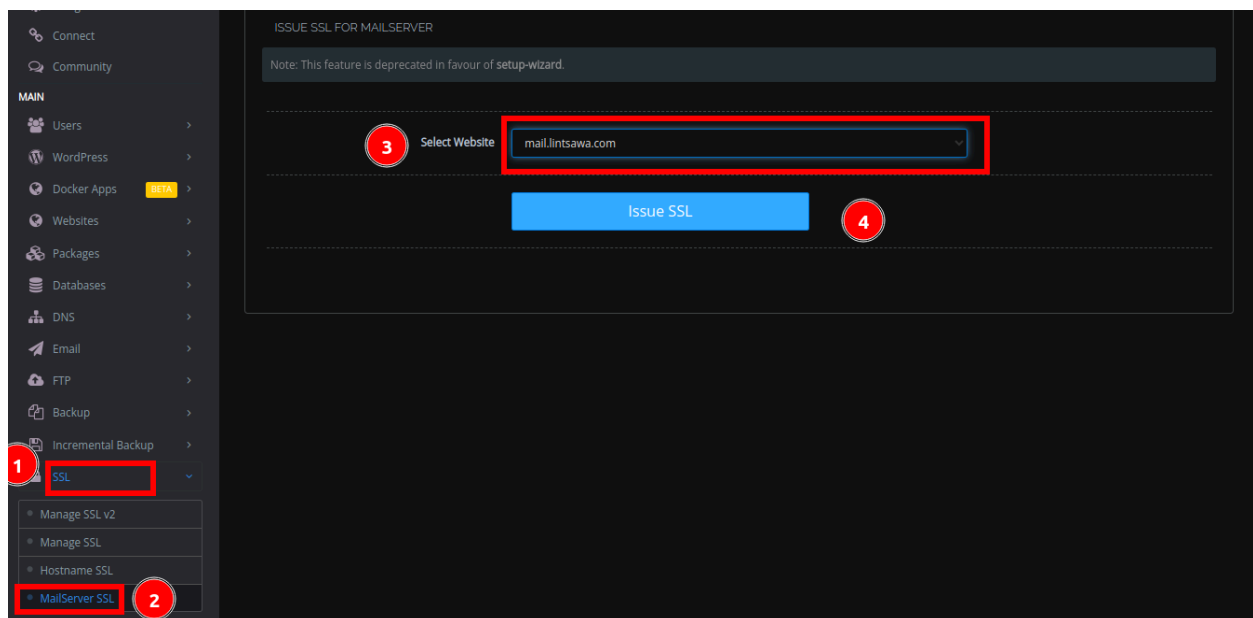 Connect
Community
MAIN
Users
WordPress
Docker Apps BETA
Websites
Packages
Databases
DNS
Email
FTP
Backup
Incremental Backup
1
SSL
Manage SSL v2
Manage SSL
Hostname SSL
MailServer SSL 2
ISSUE SSL FOR MAILSERVER
Note: This feature is deprecated in favour of setup-wizard.
3 Select Website mail.lintsawa.com
Issue SSL 4